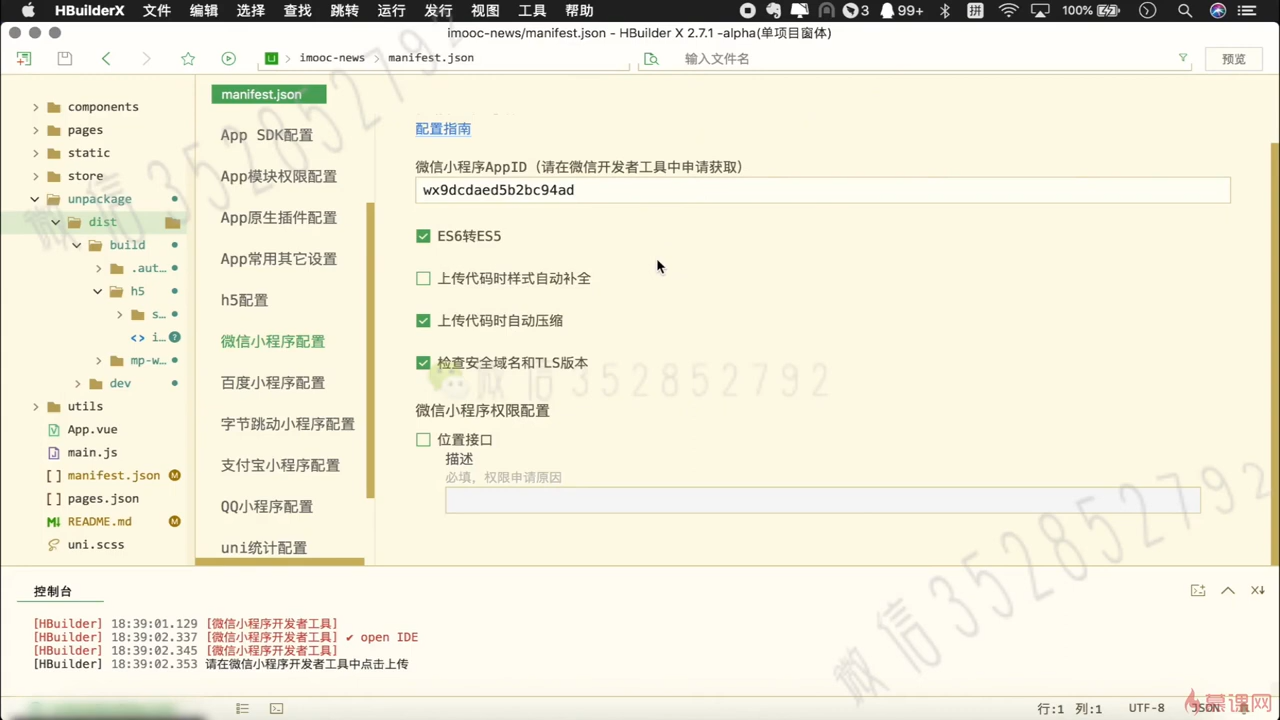 HBuilderX 文件 编辑 选择 查找 跳转 运行 发行 视图 工具 帮助 3 99+ 拼 100%
imooc-news/manifest.json - HBuilder X 2.7.1 -alpha(单项目窗体)
imooc-news manifest.json 输入文件名 预览
components
pages
static
store
unpackage
dist
build
.aut...
h5
s...
<> i... 7
mp-w...
dev
utils
App.vue
main.js
[] manifest.json M
[] pages.json
README.md M
uni.scss
manifest.json
App SDK配置
App模块权限配置
App原生插件配置
App常用其它设置
h5配置
微信小程序配置
百度小程序配置
字节跳动小程序配置
支付宝小程序配置
QQ小程序配置
uni统计配置
配置指南
微信小程序AppID（请在微信开发者工具中申请获取）
wx9dcdaed5b2bc94ad
ES6转ES5
上传代码时样式自动补全
上传代码时自动压缩
检查安全域名和TLS版本
微信小程序权限配置
位置接口
描述
必填，权限申请原因
控制台
[HBuilder] 18:39:01.129 [微信小程序开发者工具]
[HBuilder] 18:39:02.337 [微信小程序开发者工具] ✔ open IDE
[HBuilder] 18:39:02.345 [微信小程序开发者工具]
[HBuilder] 18:39:02.353 请在微信小程序开发者工具中点击上传
行:1 列:1 UTF-8 JSON
慕课网
微信 352852792
微信 352852792
微信 352852792